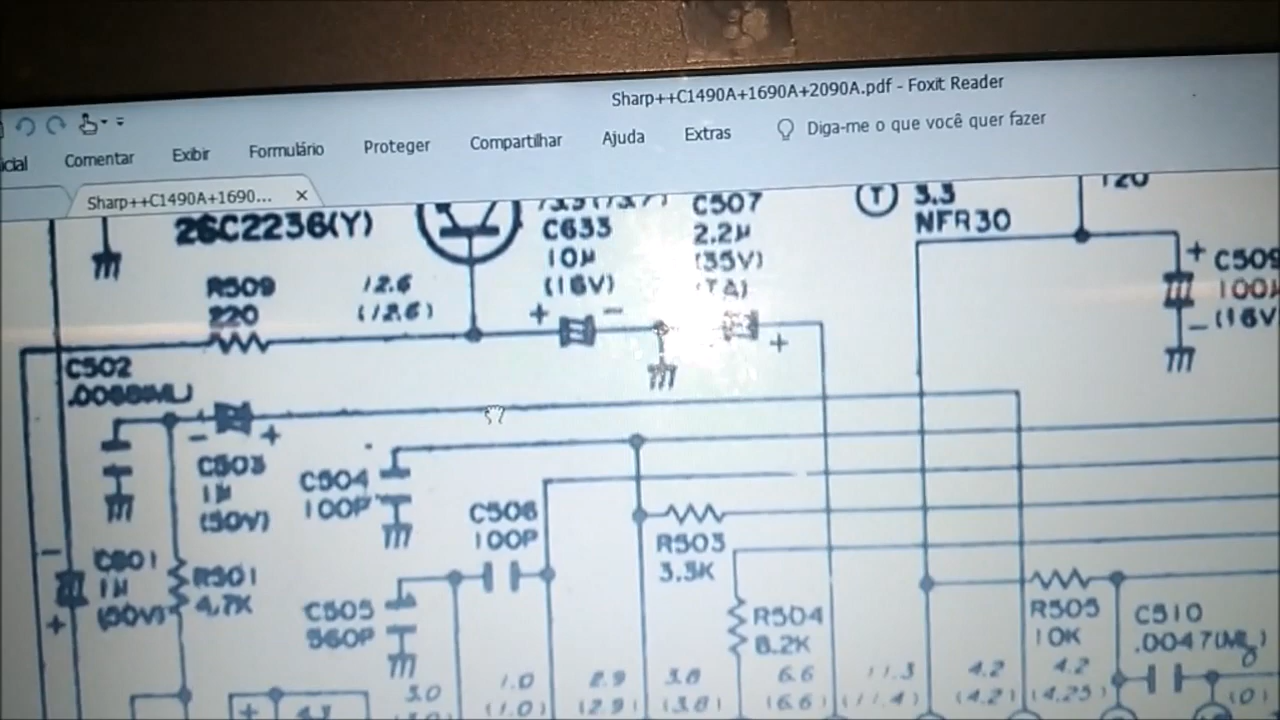 Sharp++C1490A+1690A+2090A.pdf - Foxit Reader
icial Comentar Exibir Formulário Proteger Compartilhar Ajuda Extras Diga-me o que você quer fazer
Sharp++C1490A+1690... ×
120
C507
T 3.3
2SC2236(Y)
C633
2.2μ
NFR30
10μ
(35V)
+ C509
R509
12.6
(16V)
220
(12.6)
+ −
− (16V
+
C502
.0068(ML)
− +
C503
1μ
(50V)
C504
100P
C506
100P
R503
3.3K
−
C501
1μ
(50V)
+
R501
4.7K
C505
560P
R504
8.2K
R505
10K
C510
3.0 1.0 2.9 3.8 6.6 11.3 4.2 4.2
(1.0) (2.9) (3.8) (6.6) (11.4) (4.2) (4.25) (0)
+